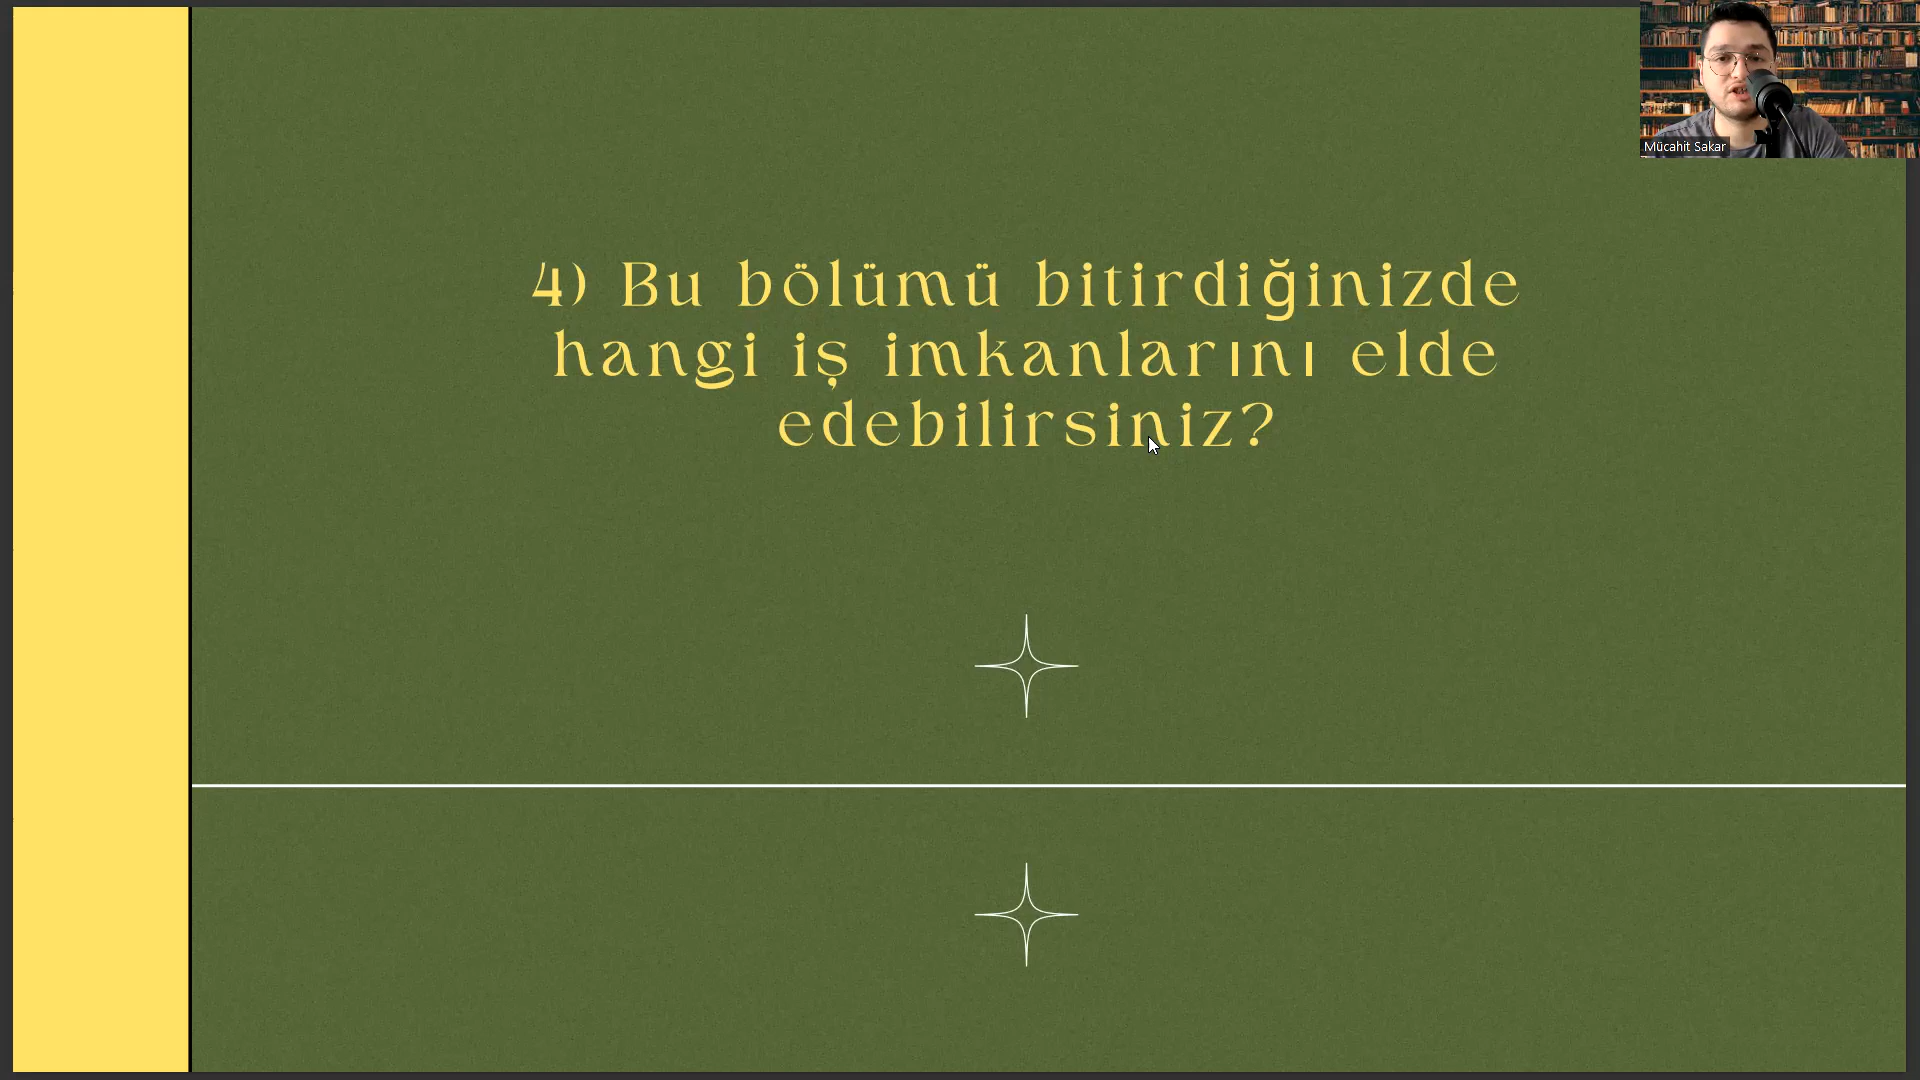 4) Bu bölümü bitirdiğinizde
hangi iş imkanlarını elde
edebilirsiniz?
Mücahit Sakar